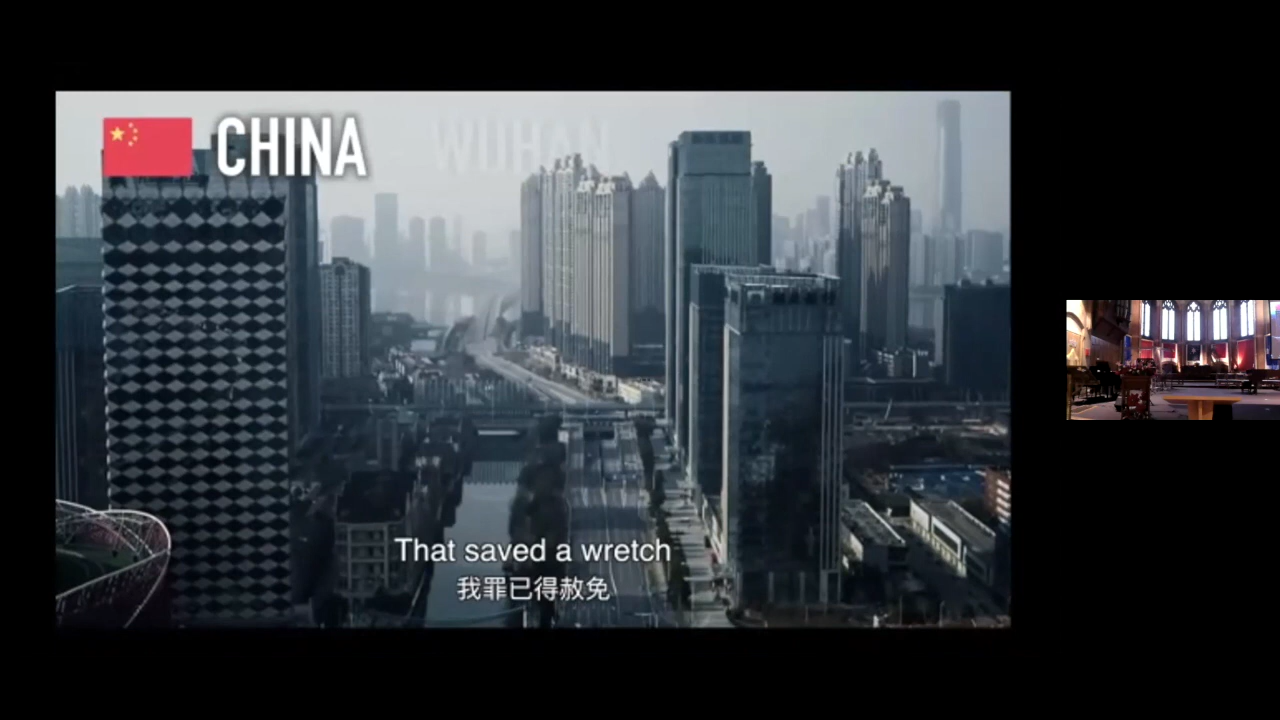 CHINA WUHAN
That saved a wretch
我罪已得赦免